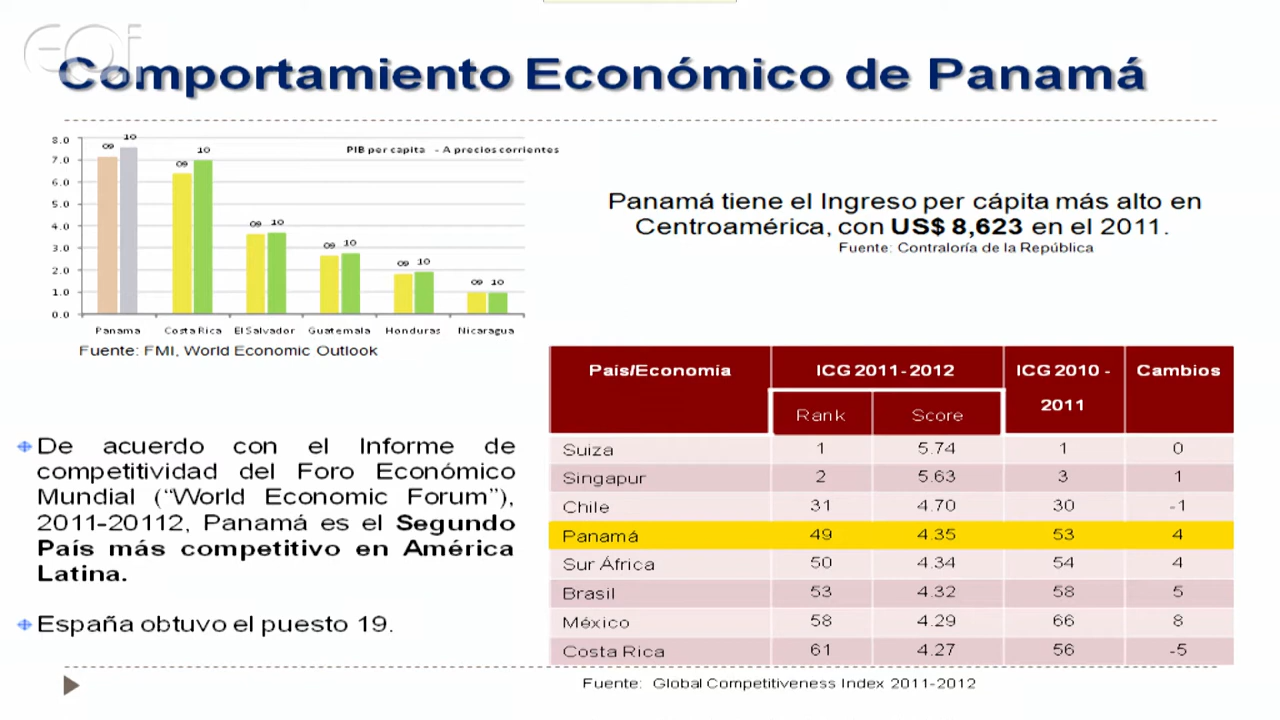 eoi
Comportamiento Económico de Panamá
PIB per capita - A precios corrientes
8.0
7.0
6.0
5.0
4.0
3.0
2.0
1.0
0.0
09 10
09 10
09 10
09 10
09 10
09 10
Panama Costa Rica El Salvador Guatemala Honduras Nicaragua
Fuente: FMI, World Economic Outlook
Panamá tiene el Ingreso per cápita más alto en
Centroamérica, con US$ 8,623 en el 2011.
Fuente: Contraloría de la República
De acuerdo con el Informe de
competitividad del Foro Económico
Mundial (“World Economic Forum”),
2011-20112, Panamá es el Segundo
País más competitivo en América
Latina.
España obtuvo el puesto 19.
País/Economía ICG 2011-2012 ICG 2010 - 2011 Cambios
Rank Score
Suiza 1 5.74 1 0
Singapur 2 5.63 3 1
Chile 31 4.70 30 -1
Panamá 49 4.35 53 4
Sur África 50 4.34 54 4
Brasil 53 4.32 58 5
México 58 4.29 66 8
Costa Rica 61 4.27 56 -5
Fuente: Global Competitiveness Index 2011-2012